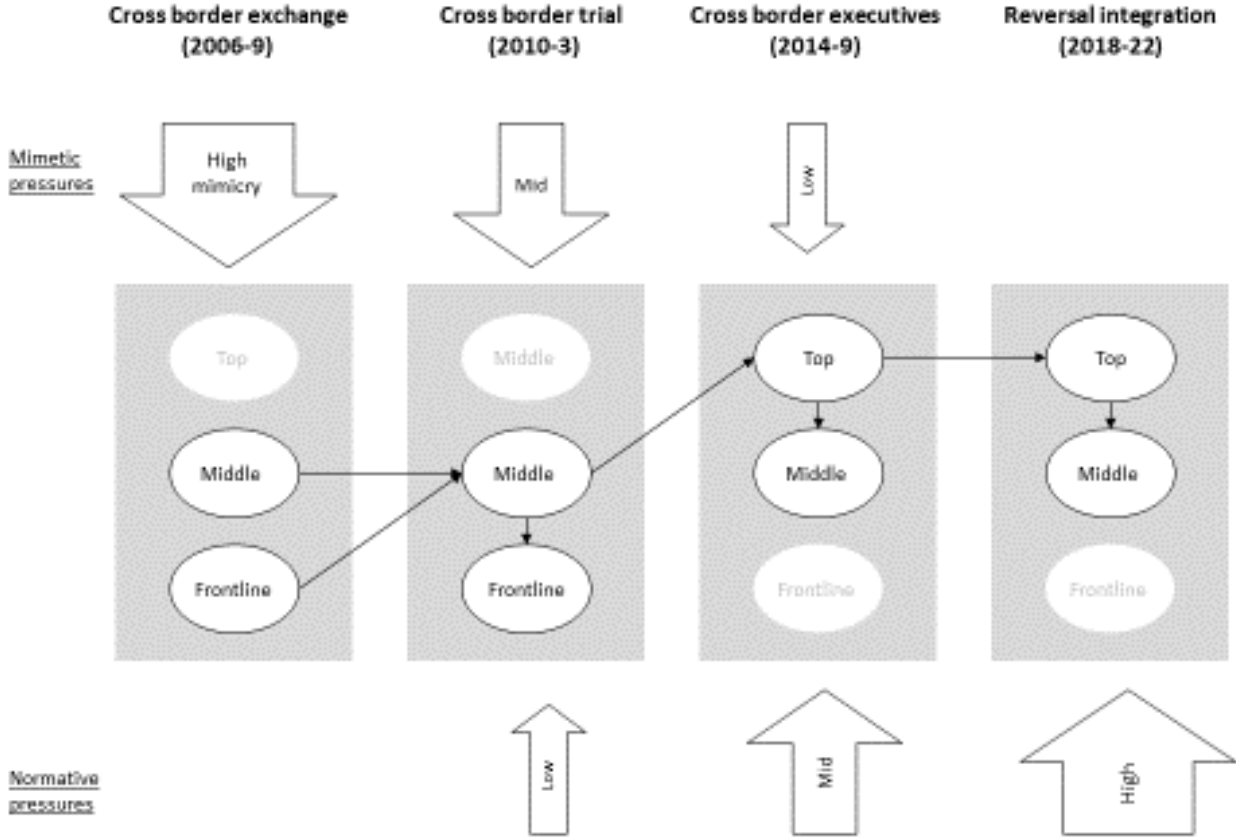 Cross border exchange
(2006-9)
Cross border trial
(2010-3)
Cross border executives
(2014-9)
Reversal integration
(2018-22)
Mimetic
pressures
High
mimicry
Mid
Low
Top
Middle
Top
Top
Middle
Middle
Middle
Middle
Frontline
Frontline
Frontline
Frontline
Normative
pressures
Low
Mid
High